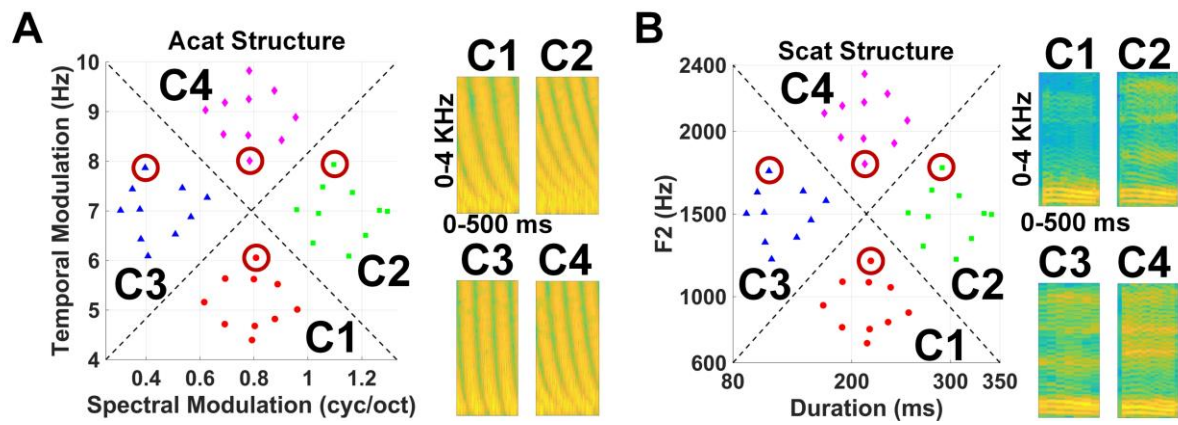 A
Acat Structure
Temporal Modulation (Hz)
10
9
8
7
6
5
4
C4
C3
C2
C1
0.4
0.6
0.8
1
1.2
Spectral Modulation (cyc/oct)
C1
C2
0-4 KHz
0-500 ms
C3
C4
B
Scat Structure
F2 (Hz)
2400
2000
1500
1000
600
C4
C3
C2
C1
80
200
300
350
Duration (ms)
C1
C2
0-4 KHz
0-500 ms
C3
C4